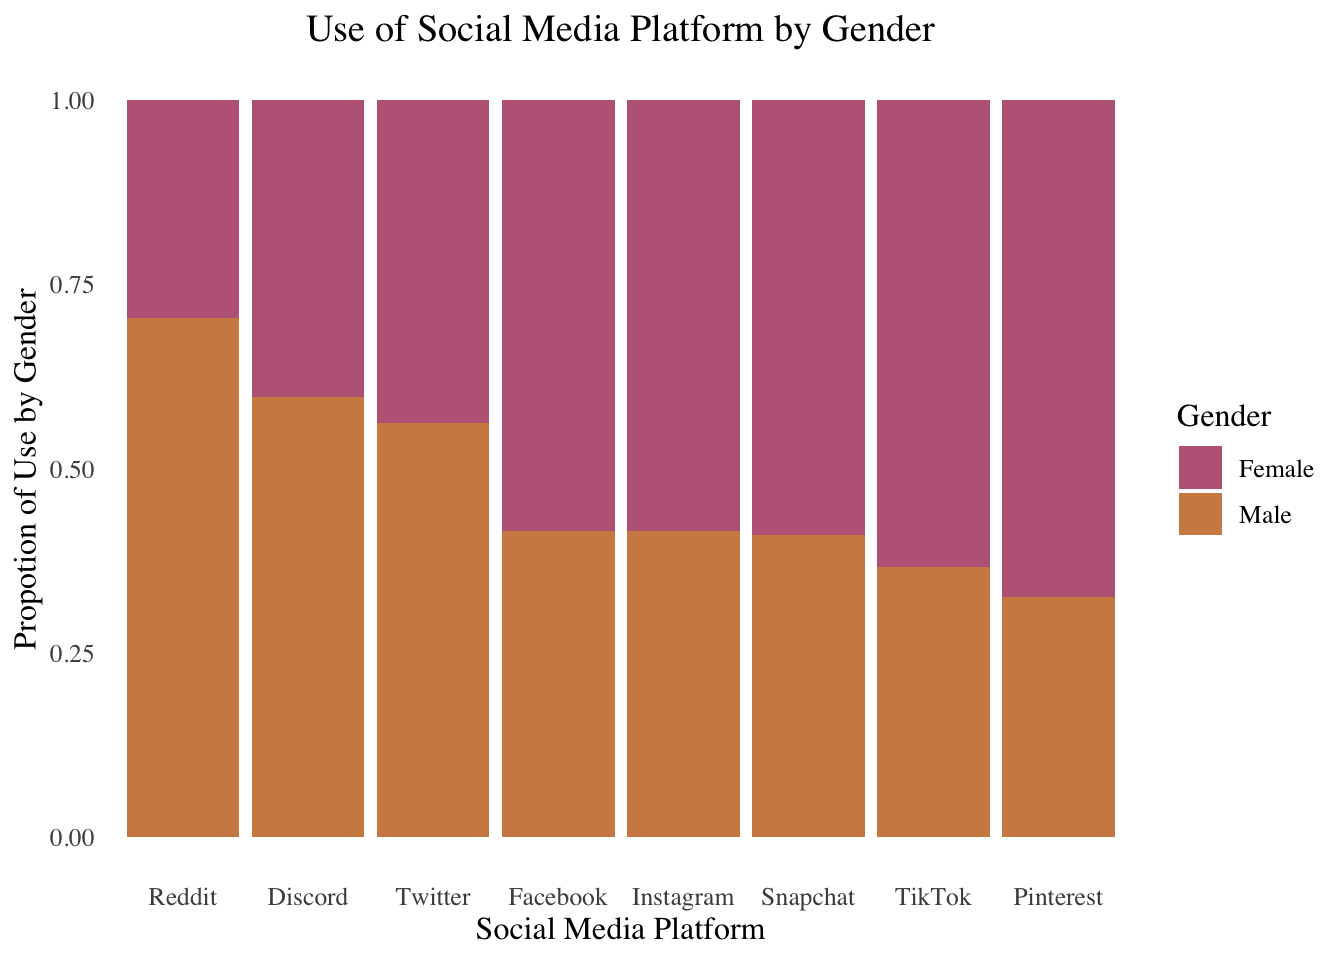 Use of Social Media Platform by Gender
1.00
0.75
0.50
0.25
0.00
Propotion of Use by Gender
Reddit Discord Twitter Facebook Instagram Snapchat TikTok Pinterest
Social Media Platform
Gender
Female
Male